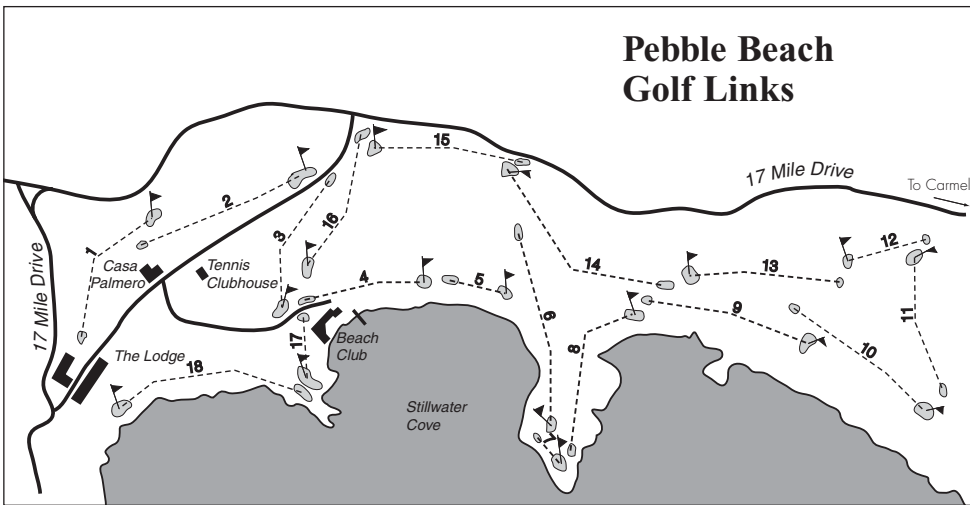 Pebble Beach
Golf Links
15
17 Mile Drive
To Carmel
2
1
3
16
12
17 Mile Drive
Casa
Palmero
Tennis
Clubhouse
4
5
14
13
6
9
11
8
10
17
Beach
Club
The Lodge
18
Stillwater
Cove
7